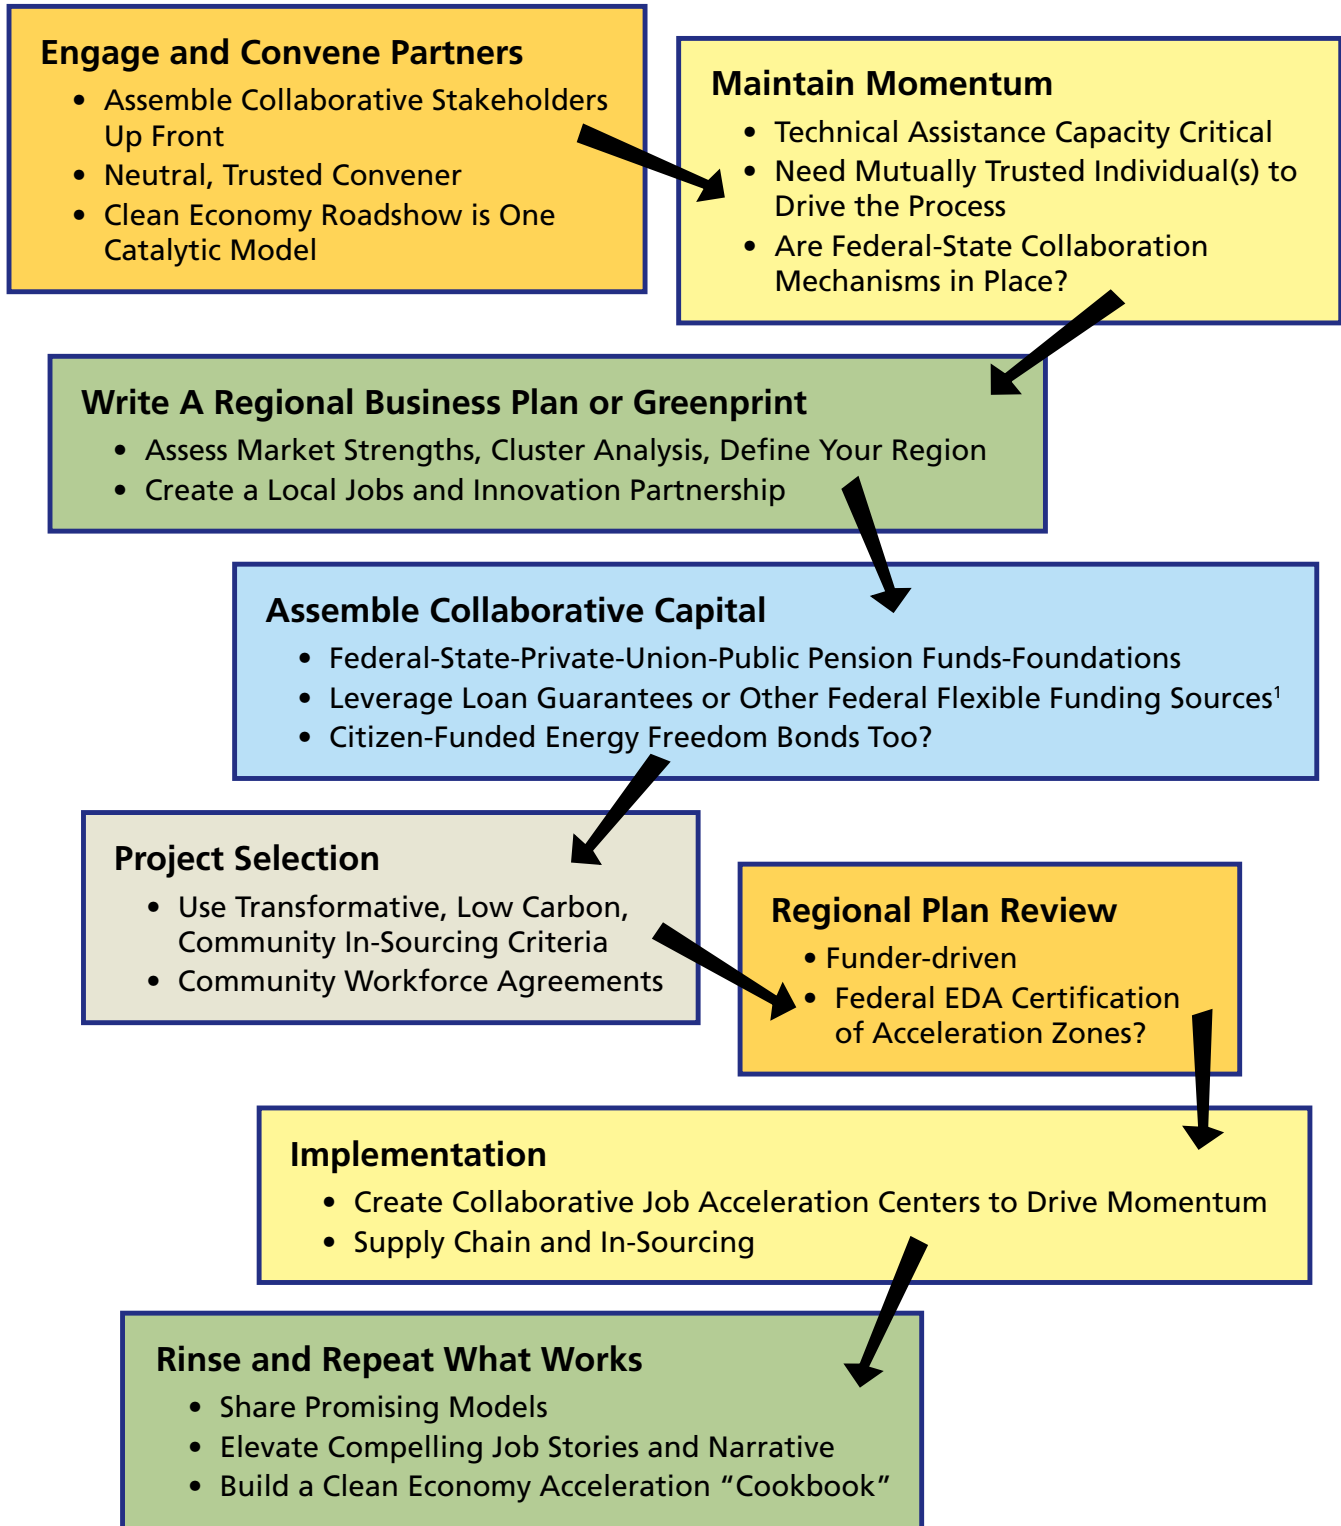 Engage and Convene Partners
• Assemble Collaborative Stakeholders
Up Front
• Neutral, Trusted Convener
• Clean Economy Roadshow is One
Catalytic Model
Maintain Momentum
• Technical Assistance Capacity Critical
• Need Mutually Trusted Individual(s) to
Drive the Process
• Are Federal-State Collaboration
Mechanisms in Place?
Write A Regional Business Plan or Greenprint
• Assess Market Strengths, Cluster Analysis, Define Your Region
• Create a Local Jobs and Innovation Partnership
Assemble Collaborative Capital
• Federal-State-Private-Union-Public Pension Funds-Foundations
• Leverage Loan Guarantees or Other Federal Flexible Funding Sources¹
• Citizen-Funded Energy Freedom Bonds Too?
Project Selection
• Use Transformative, Low Carbon,
Community In-Sourcing Criteria
• Community Workforce Agreements
Regional Plan Review
• Funder-driven
• Federal EDA Certification
of Acceleration Zones?
Implementation
• Create Collaborative Job Acceleration Centers to Drive Momentum
• Supply Chain and In-Sourcing
Rinse and Repeat What Works
• Share Promising Models
• Elevate Compelling Job Stories and Narrative
• Build a Clean Economy Acceleration “Cookbook”